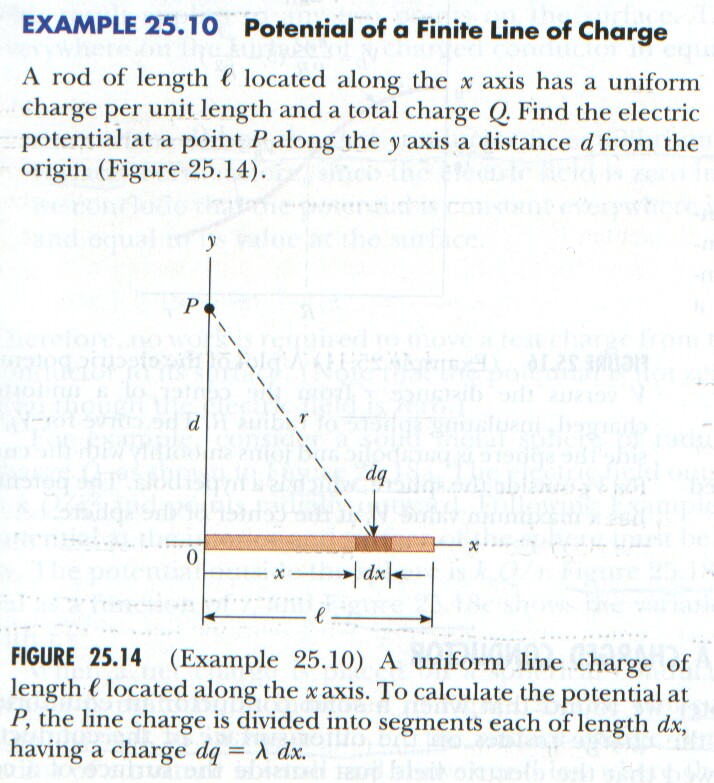 EXAMPLE 25.10 Potential of a Finite Line of Charge
A rod of length ℓ located along the x axis has a uniform
charge per unit length and a total charge Q. Find the electric
potential at a point P along the y axis a distance d from the
origin (Figure 25.14).
y
P
d
r
dq
0
x
x
dx
ℓ
FIGURE 25.14 (Example 25.10) A uniform line charge of
length ℓ located along the x axis. To calculate the potential at
P, the line charge is divided into segments each of length dx,
having a charge dq = λ dx.